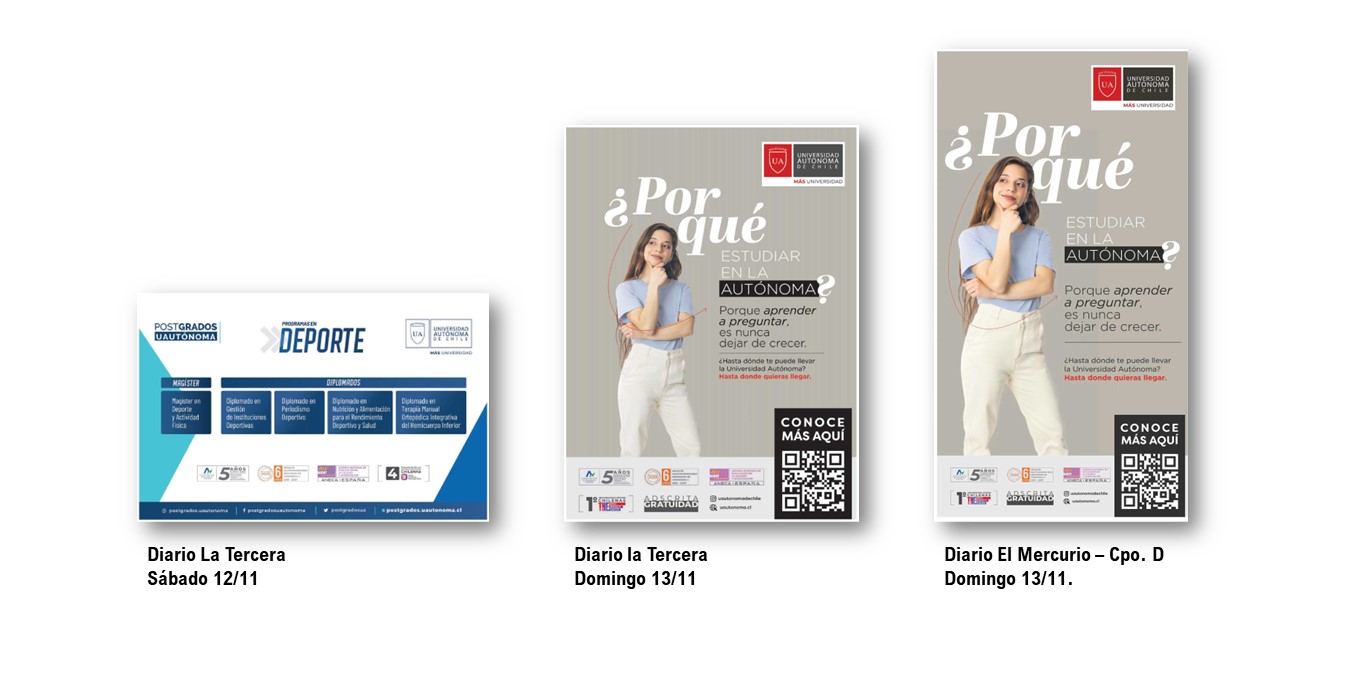 POSTGRADOS
UAUTÓNOMA
PROGRAMAS EN
DEPORTE
UA
UNIVERSIDAD
AUTÓNOMA
DE CHILE
MÁS UNIVERSIDAD
MAGÍSTER
DIPLOMADOS
Magíster en
Deporte
y Actividad
Física
Diplomado en
Gestión
de Instituciones
Deportivas
Diplomado en
Periodismo
Deportivo
Diplomado en
Nutrición y Alimentación
para el Rendimiento
Deportivo y Salud
Diplomado en
Terapia Manual
Ortopédica Integrativa
del Hemicuerpo Inferior
5 AÑOS
6
ANECA ESPAÑA
4
postgrados.uautonoma
postgradosuautonoma
postgradosua
postgrados.uautonoma.cl
Diario La Tercera
Sábado 12/11
UA
UNIVERSIDAD
AUTÓNOMA
DE CHILE
MÁS UNIVERSIDAD
¿Por
qué
ESTUDIAR
EN LA
AUTÓNOMA?
Porque aprender
a preguntar,
es nunca
dejar de crecer.
¿Hasta dónde te puede llevar
la Universidad Autónoma?
Hasta donde quieras llegar.
CONOCE
MÁS AQUÍ
5 AÑOS
6
ANECA ESPAÑA
1º CHILENAS
ADSCRITA
GRATUIDAD
uautonomadechile
uautonoma.cl
Diario la Tercera
Domingo 13/11
UA
UNIVERSIDAD
AUTÓNOMA
DE CHILE
MÁS UNIVERSIDAD
¿Por
qué
ESTUDIAR
EN LA
AUTÓNOMA?
Porque aprender
a preguntar,
es nunca
dejar de crecer.
¿Hasta dónde te puede llevar
la Universidad Autónoma?
Hasta donde quieras llegar.
CONOCE
MÁS AQUÍ
5 AÑOS
6
ANECA ESPAÑA
1º CHILENAS
ADSCRITA
GRATUIDAD
uautonomadechile
uautonoma.cl
Diario El Mercurio – Cpo. D
Domingo 13/11.